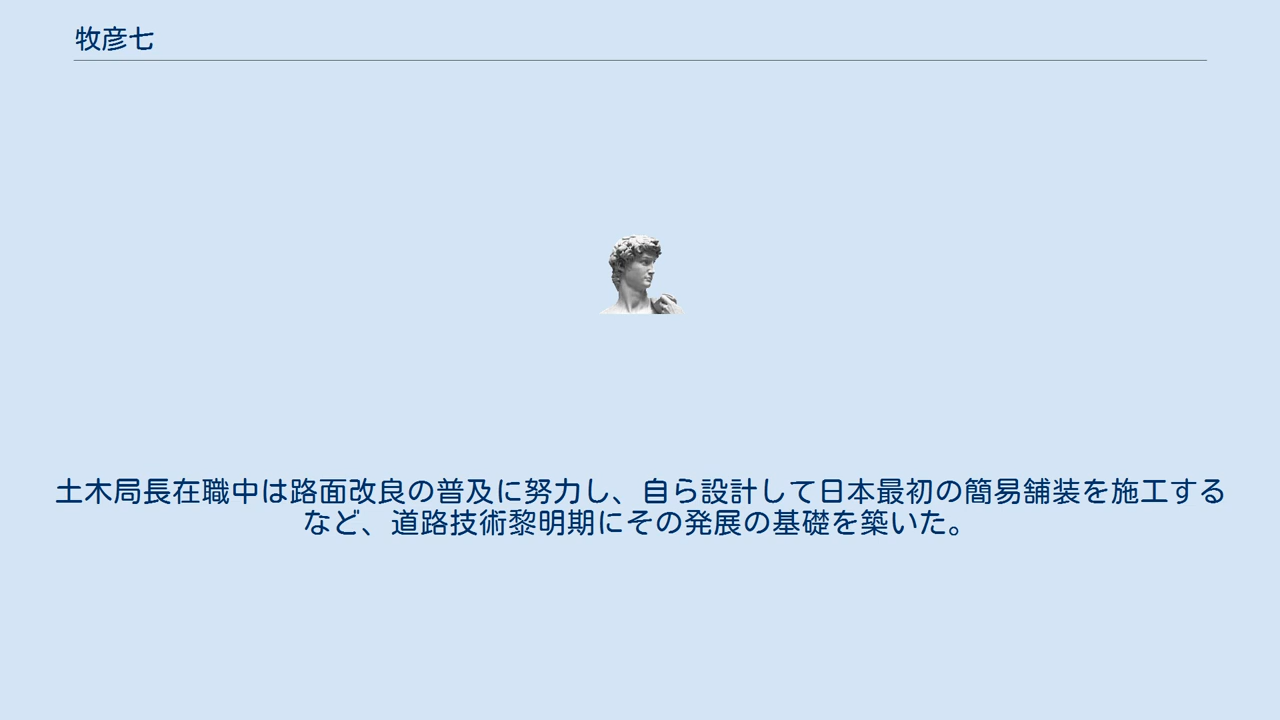 牧彦七
土木局長在職中は路面改良の普及に努力し、自ら設計して日本最初の簡易舗装を施工する
など、道路技術黎明期にその発展の基礎を築いた。